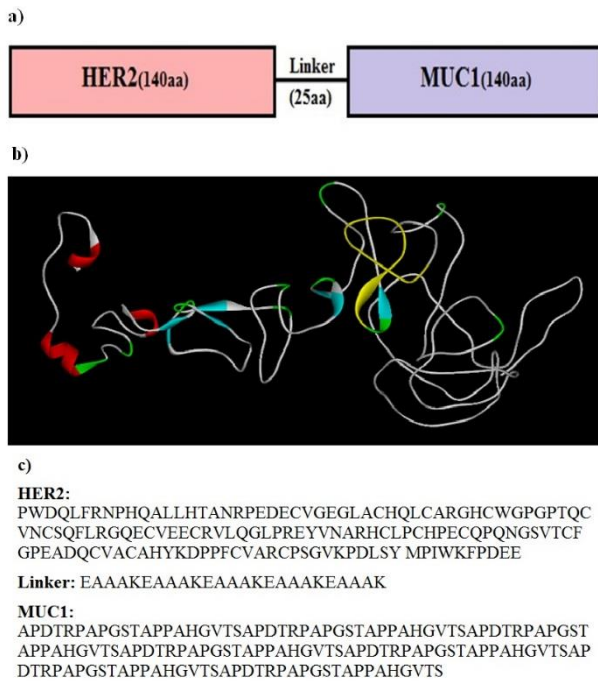 a)
HER2(140aa)
Linker
(25aa)
MUC1(140aa)
b)
c)
HER2:
PWDQLFRNPHQALLHTANRPEDECVGEGLACHQLCARGHCWGPGPTQC
VNCSQFLRGQECVEECRVLQGLPREYVNARHCLPCHPECQPQNGSVTCF
GPEADQCVACAHYKDPPFCVARCPSGVKPDLSY MPIWKFPDEE
Linker: EAAAKEAAAKEAAAKEAAAKEAAAK
MUC1:
APDTRPAPGSTAPPAHGVTSAPDTRPAPGSTAPPAHGVTSAPDTRPAPGST
APPAHGVTSAPDTRPAPGSTAPPAHGVTSAPDTRPAPGSTAPPAHGVTSAP
DTRPAPGSTAPPAHGVTSAPDTRPAPGSTAPPAHGVTS